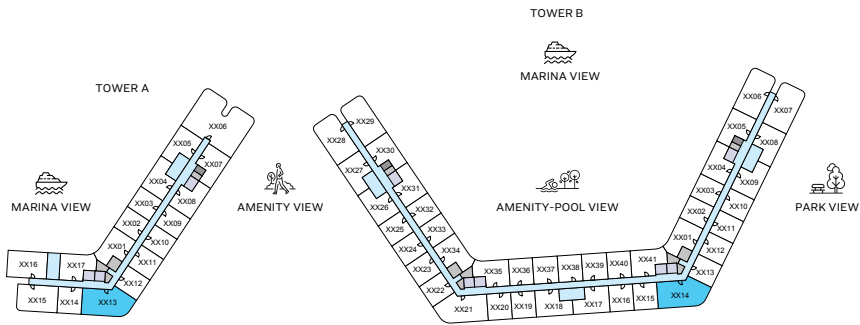 TOWER B
MARINA VIEW
TOWER A
MARINA VIEW
AMENITY VIEW
AMENITY-POOL VIEW
PARK VIEW
XX06
XX05
XX07
XX04
XX08
XX03
XX09
XX02
XX10
XX01
XX11
XX16
XX17
XX12
XX15
XX14
XX13
XX29
XX28
XX30
XX27
XX31
XX26
XX32
XX25
XX33
XX24
XX34
XX23
XX22
XX21
XX35
XX36
XX37
XX38
XX39
XX40
XX41
XX20
XX19
XX18
XX17
XX16
XX15
XX14
XX06
XX07
XX05
XX08
XX04
XX09
XX03
XX10
XX02
XX11
XX01
XX12
XX13